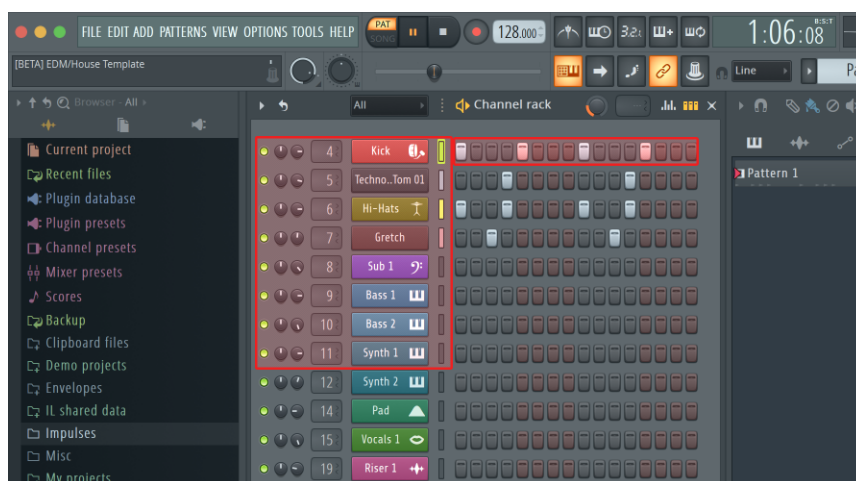 FILE EDIT ADD PATTERNS VIEW OPTIONS TOOLS HELP
PAT
SONG
128.000
3.2.1
1:06:08
B:S:T
[BETA] EDM/House Template
Line
Pa
Browser - All
All
Channel rack
Current project
Recent files
Plugin database
Plugin presets
Channel presets
Mixer presets
Scores
Backup
Clipboard files
Demo projects
Envelopes
IL shared data
Impulses
Misc
My projects
4 Kick
5 Techno..Tom 01
6 Hi-Hats
7 Gretch
8 Sub 1
9 Bass 1
10 Bass 2
11 Synth 1
12 Synth 2
14 Pad
15 Vocals 1
19 Riser 1
Pattern 1